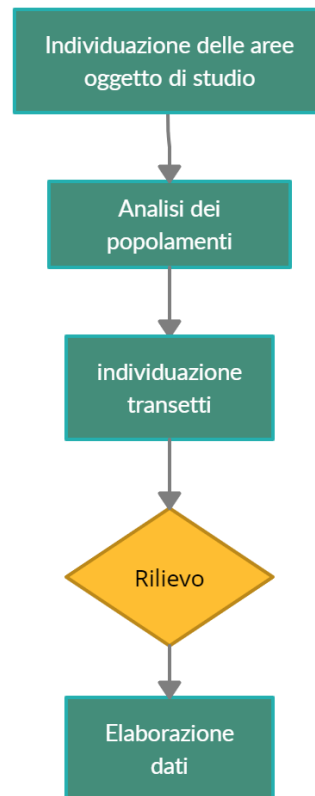 Individuazione delle aree
oggetto di studio
Analisi dei
popolamenti
individuazione
transetti
Rilievo
Elaborazione
dati